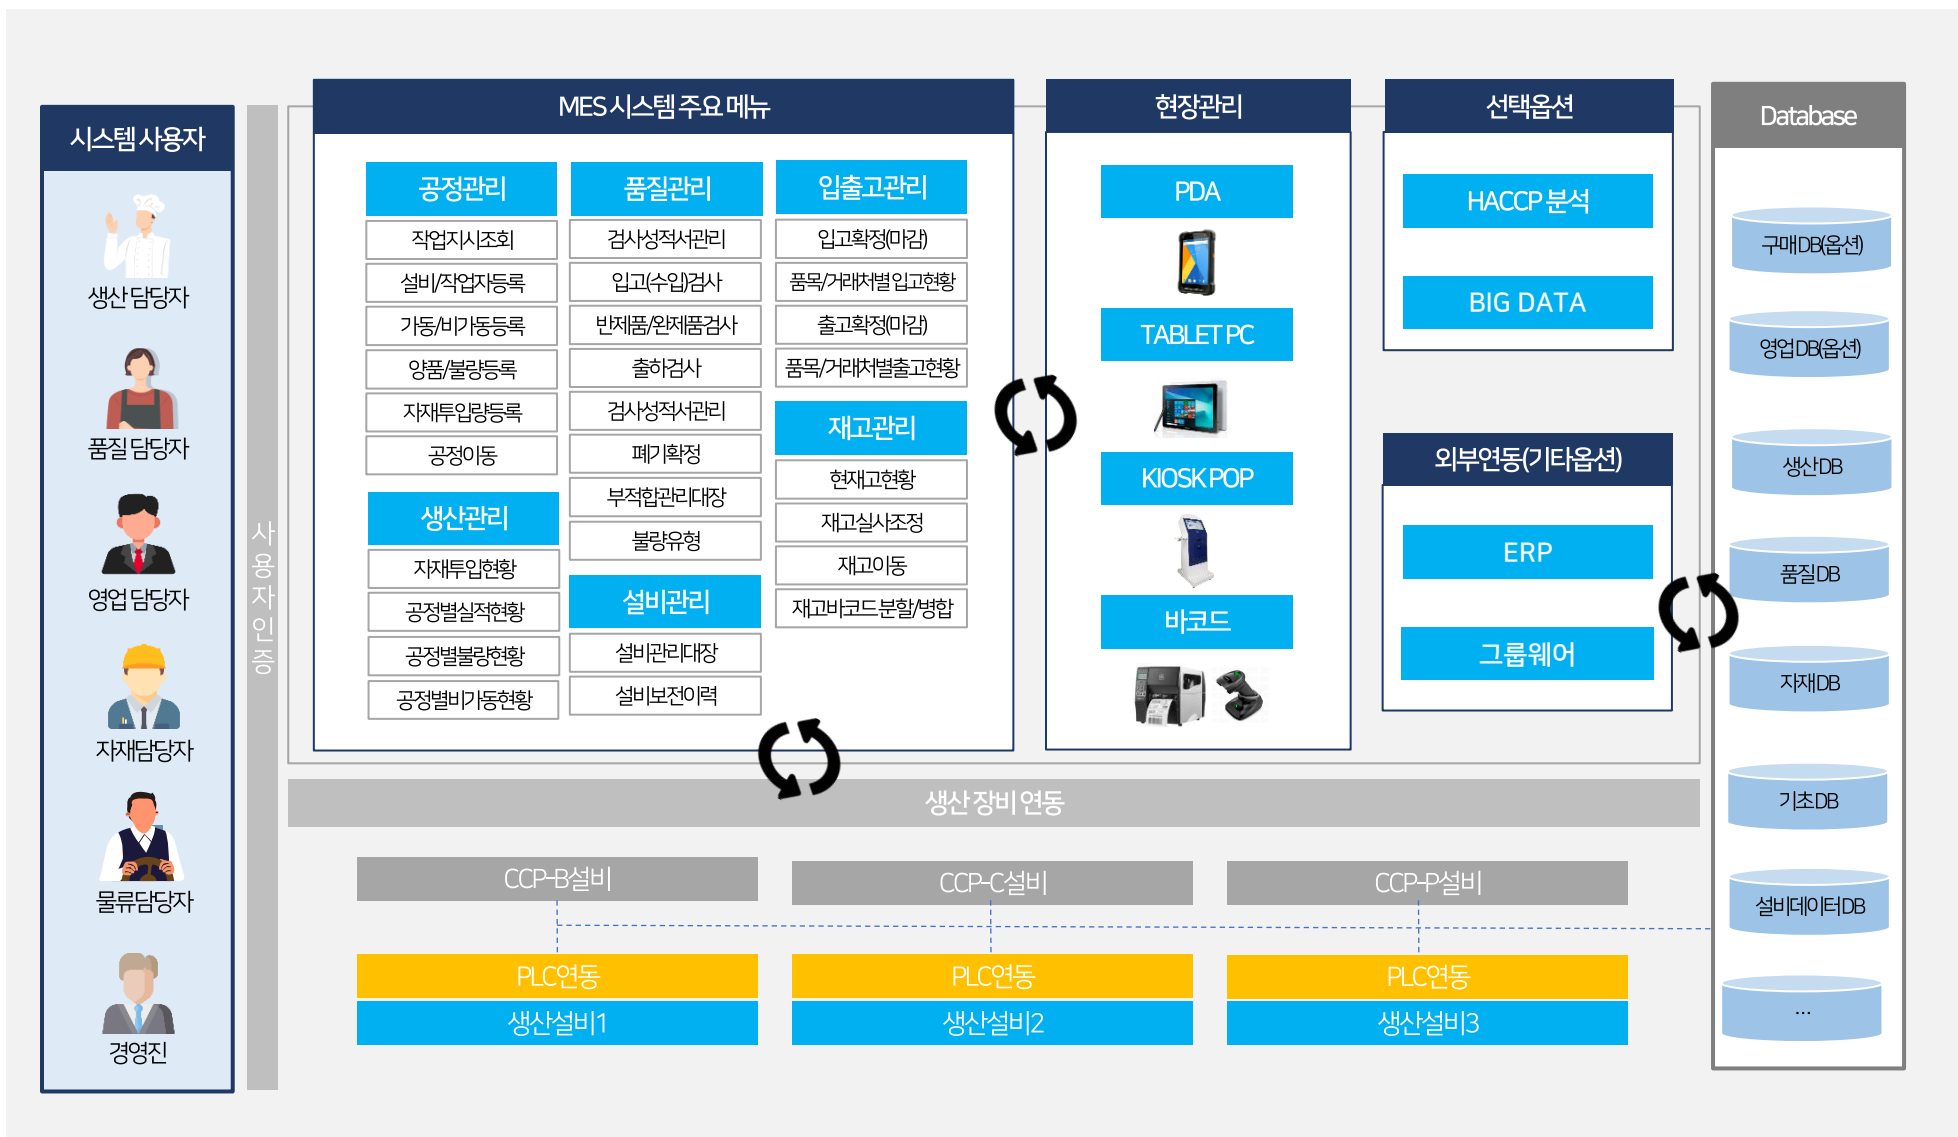 시스템 사용자
생산 담당자
품질 담당자
영업 담당자
자재담당자
물류담당자
경영진
사용자인증
MES 시스템 주요 메뉴
공정관리
작업지시조회
설비/작업자등록
가동/비가동등록
양품/불량등록
자재투입량등록
공정이동
생산관리
자재투입현황
공정별실적현황
공정별불량현황
공정별비가동현황
품질관리
검사성적서관리
입고(수입)검사
반제품/완제품검사
출하검사
검사성적서관리
폐기확정
부적합관리대장
불량유형
설비관리
설비관리대장
설비보전이력
입출고관리
입고확정(마감)
품목/거래처별 입고현황
출고확정(마감)
품목/거래처별출고현황
재고관리
현재고현황
재고실사조정
재고이동
재고바코드 분할/병합
현장관리
PDA
TABLET PC
KIOSK POP
바코드
선택옵션
HACCP 분석
BIG DATA
외부연동(기타옵션)
ERP
그룹웨어
생산 장비 연동
CCP-B설비
CCP-C설비
CCP-P설비
PLC연동
PLC연동
PLC연동
생산설비1
생산설비2
생산설비3
Database
구매 DB(옵션)
영업 DB(옵션)
생산 DB
품질 DB
자재 DB
기초 DB
설비데이터 DB
...